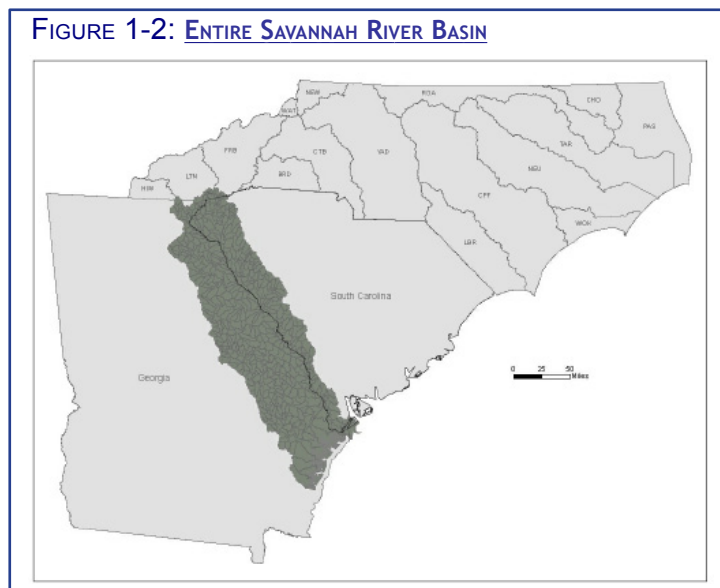 FIGURE 1-2: ENTIRE SAVANNAH RIVER BASIN
NEW
ROA
CHO
WAT
PAS
FRB
CTB
YAD
TAR
LTN
BRD
NEU
HIW
CPF
WOK
LBR
South Carolina
Georgia
0 25 50
Miles